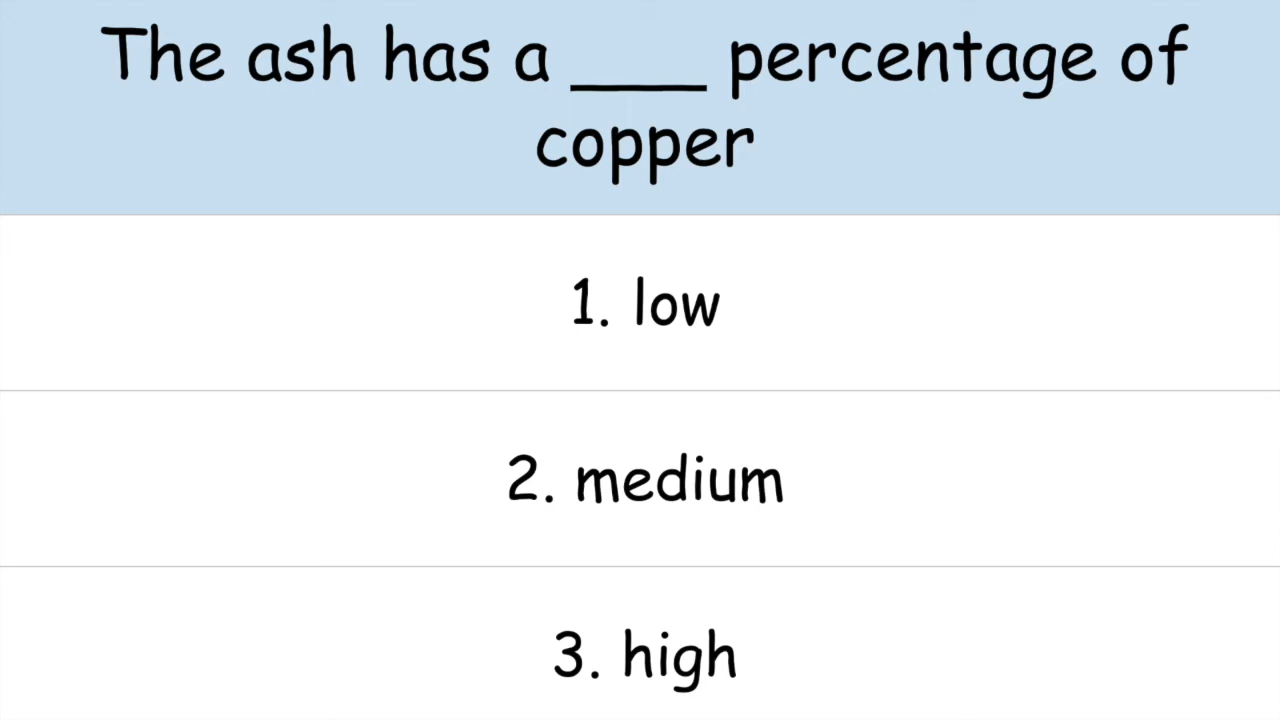 The ash has a ____ percentage of
copper
1. low
2. medium
3. high